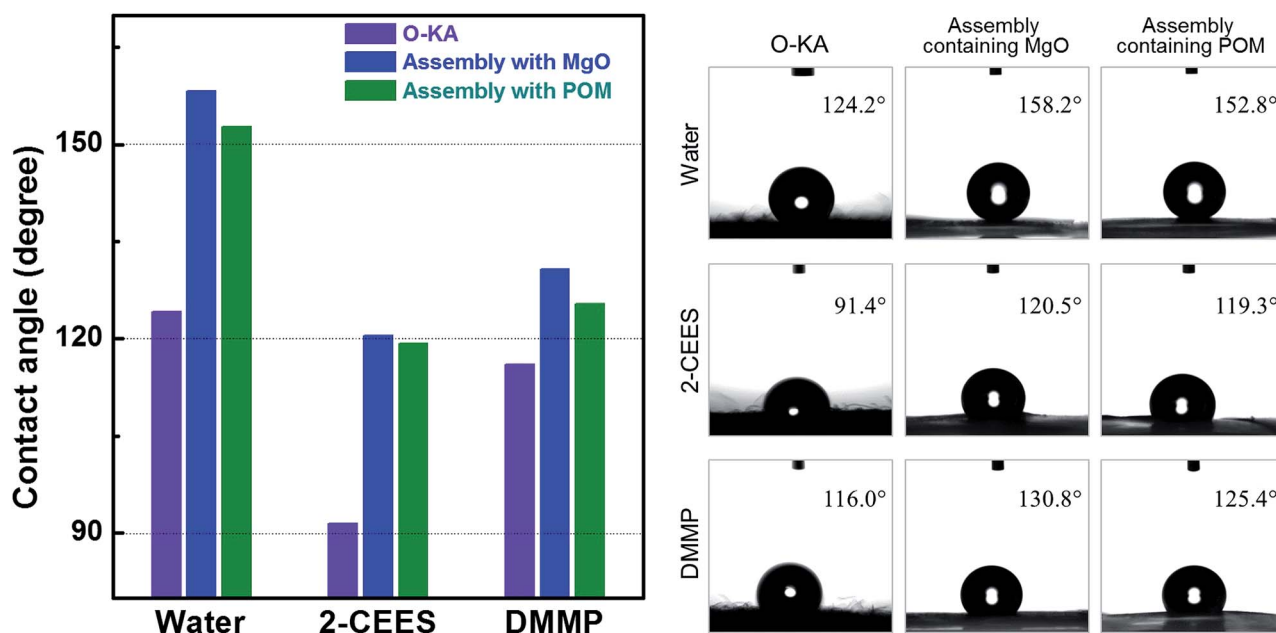 Contact angle (degree)
150
120
90
O-KA
Assembly with MgO
Assembly with POM
Water
2-CEES
DMMP
O-KA
Assembly
containing MgO
Assembly
containing POM
Water
124.2°
158.2°
152.8°
2-CEES
91.4°
120.5°
119.3°
DMMP
116.0°
130.8°
125.4°